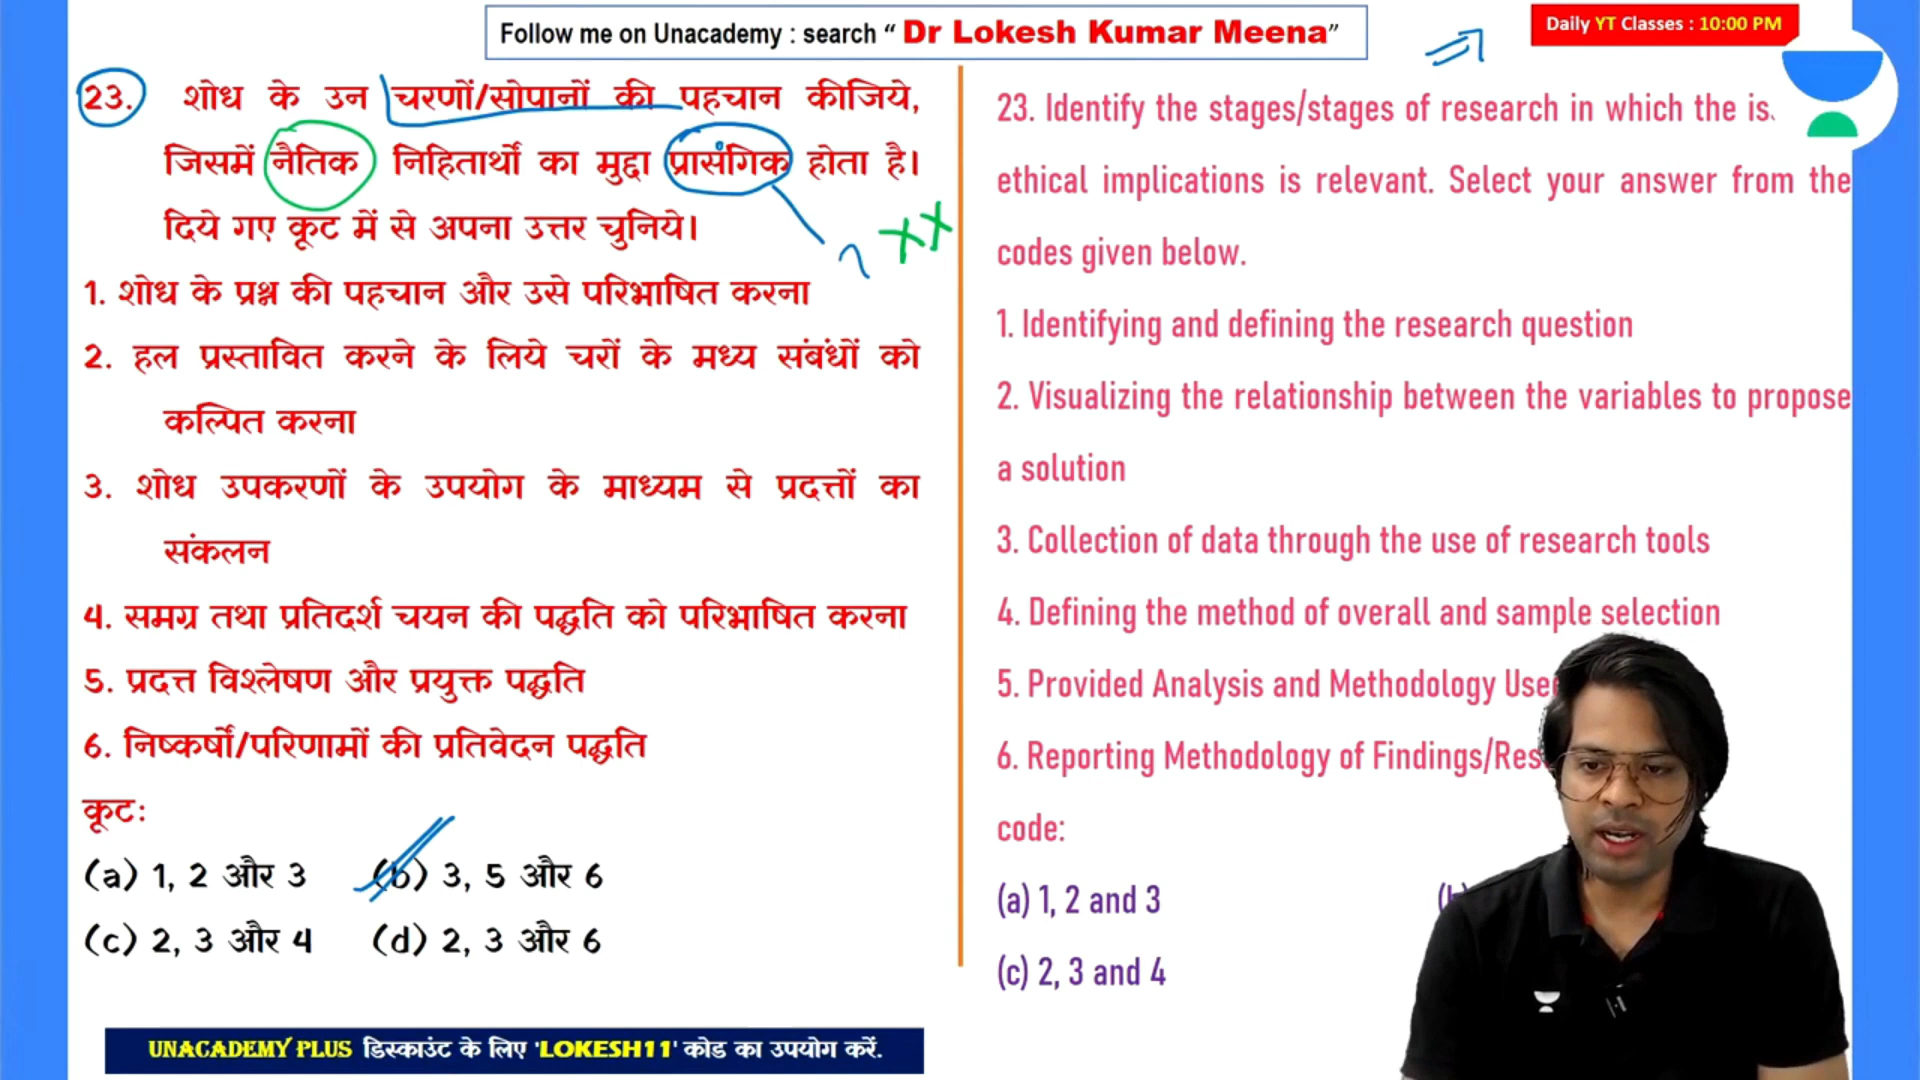 Follow me on Unacademy : search “ Dr Lokesh Kumar Meena”
Daily YT Classes : 10:00 PM
23. शोध के उन चरणों/सोपानों की पहचान कीजिये,
जिसमें नैतिक निहितार्थों का मुद्दा प्रासंगिक होता है।
दिये गए कूट में से अपना उत्तर चुनिये।
1. शोध के प्रश्न की पहचान और उसे परिभाषित करना
2. हल प्रस्तावित करने के लिये चरों के मध्य संबंधों को
कल्पित करना
3. शोध उपकरणों के उपयोग के माध्यम से प्रदत्तों का
संकलन
4. समग्र तथा प्रतिदर्श चयन की पद्धति को परिभाषित करना
5. प्रदत्त विश्लेषण और प्रयुक्त पद्धति
6. निष्कर्षों/परिणामों की प्रतिवेदन पद्धति
कूटः
(a) 1, 2 और 3 (b) 3, 5 और 6
(c) 2, 3 और 4 (d) 2, 3 और 6
23. Identify the stages/stages of research in which the
ethical implications is relevant. Select your answer from the
codes given below.
1. Identifying and defining the research question
2. Visualizing the relationship between the variables to propose
a solution
3. Collection of data through the use of research tools
4. Defining the method of overall and sample selection
5. Provided Analysis and Methodology
6. Reporting Methodology of
code:
(a) 1, 2 and 3
(c) 2, 3 and 4
UNACADEMY PLUS डिस्काउंट के लिए 'LOKESH11' कोड का उपयोग करें.